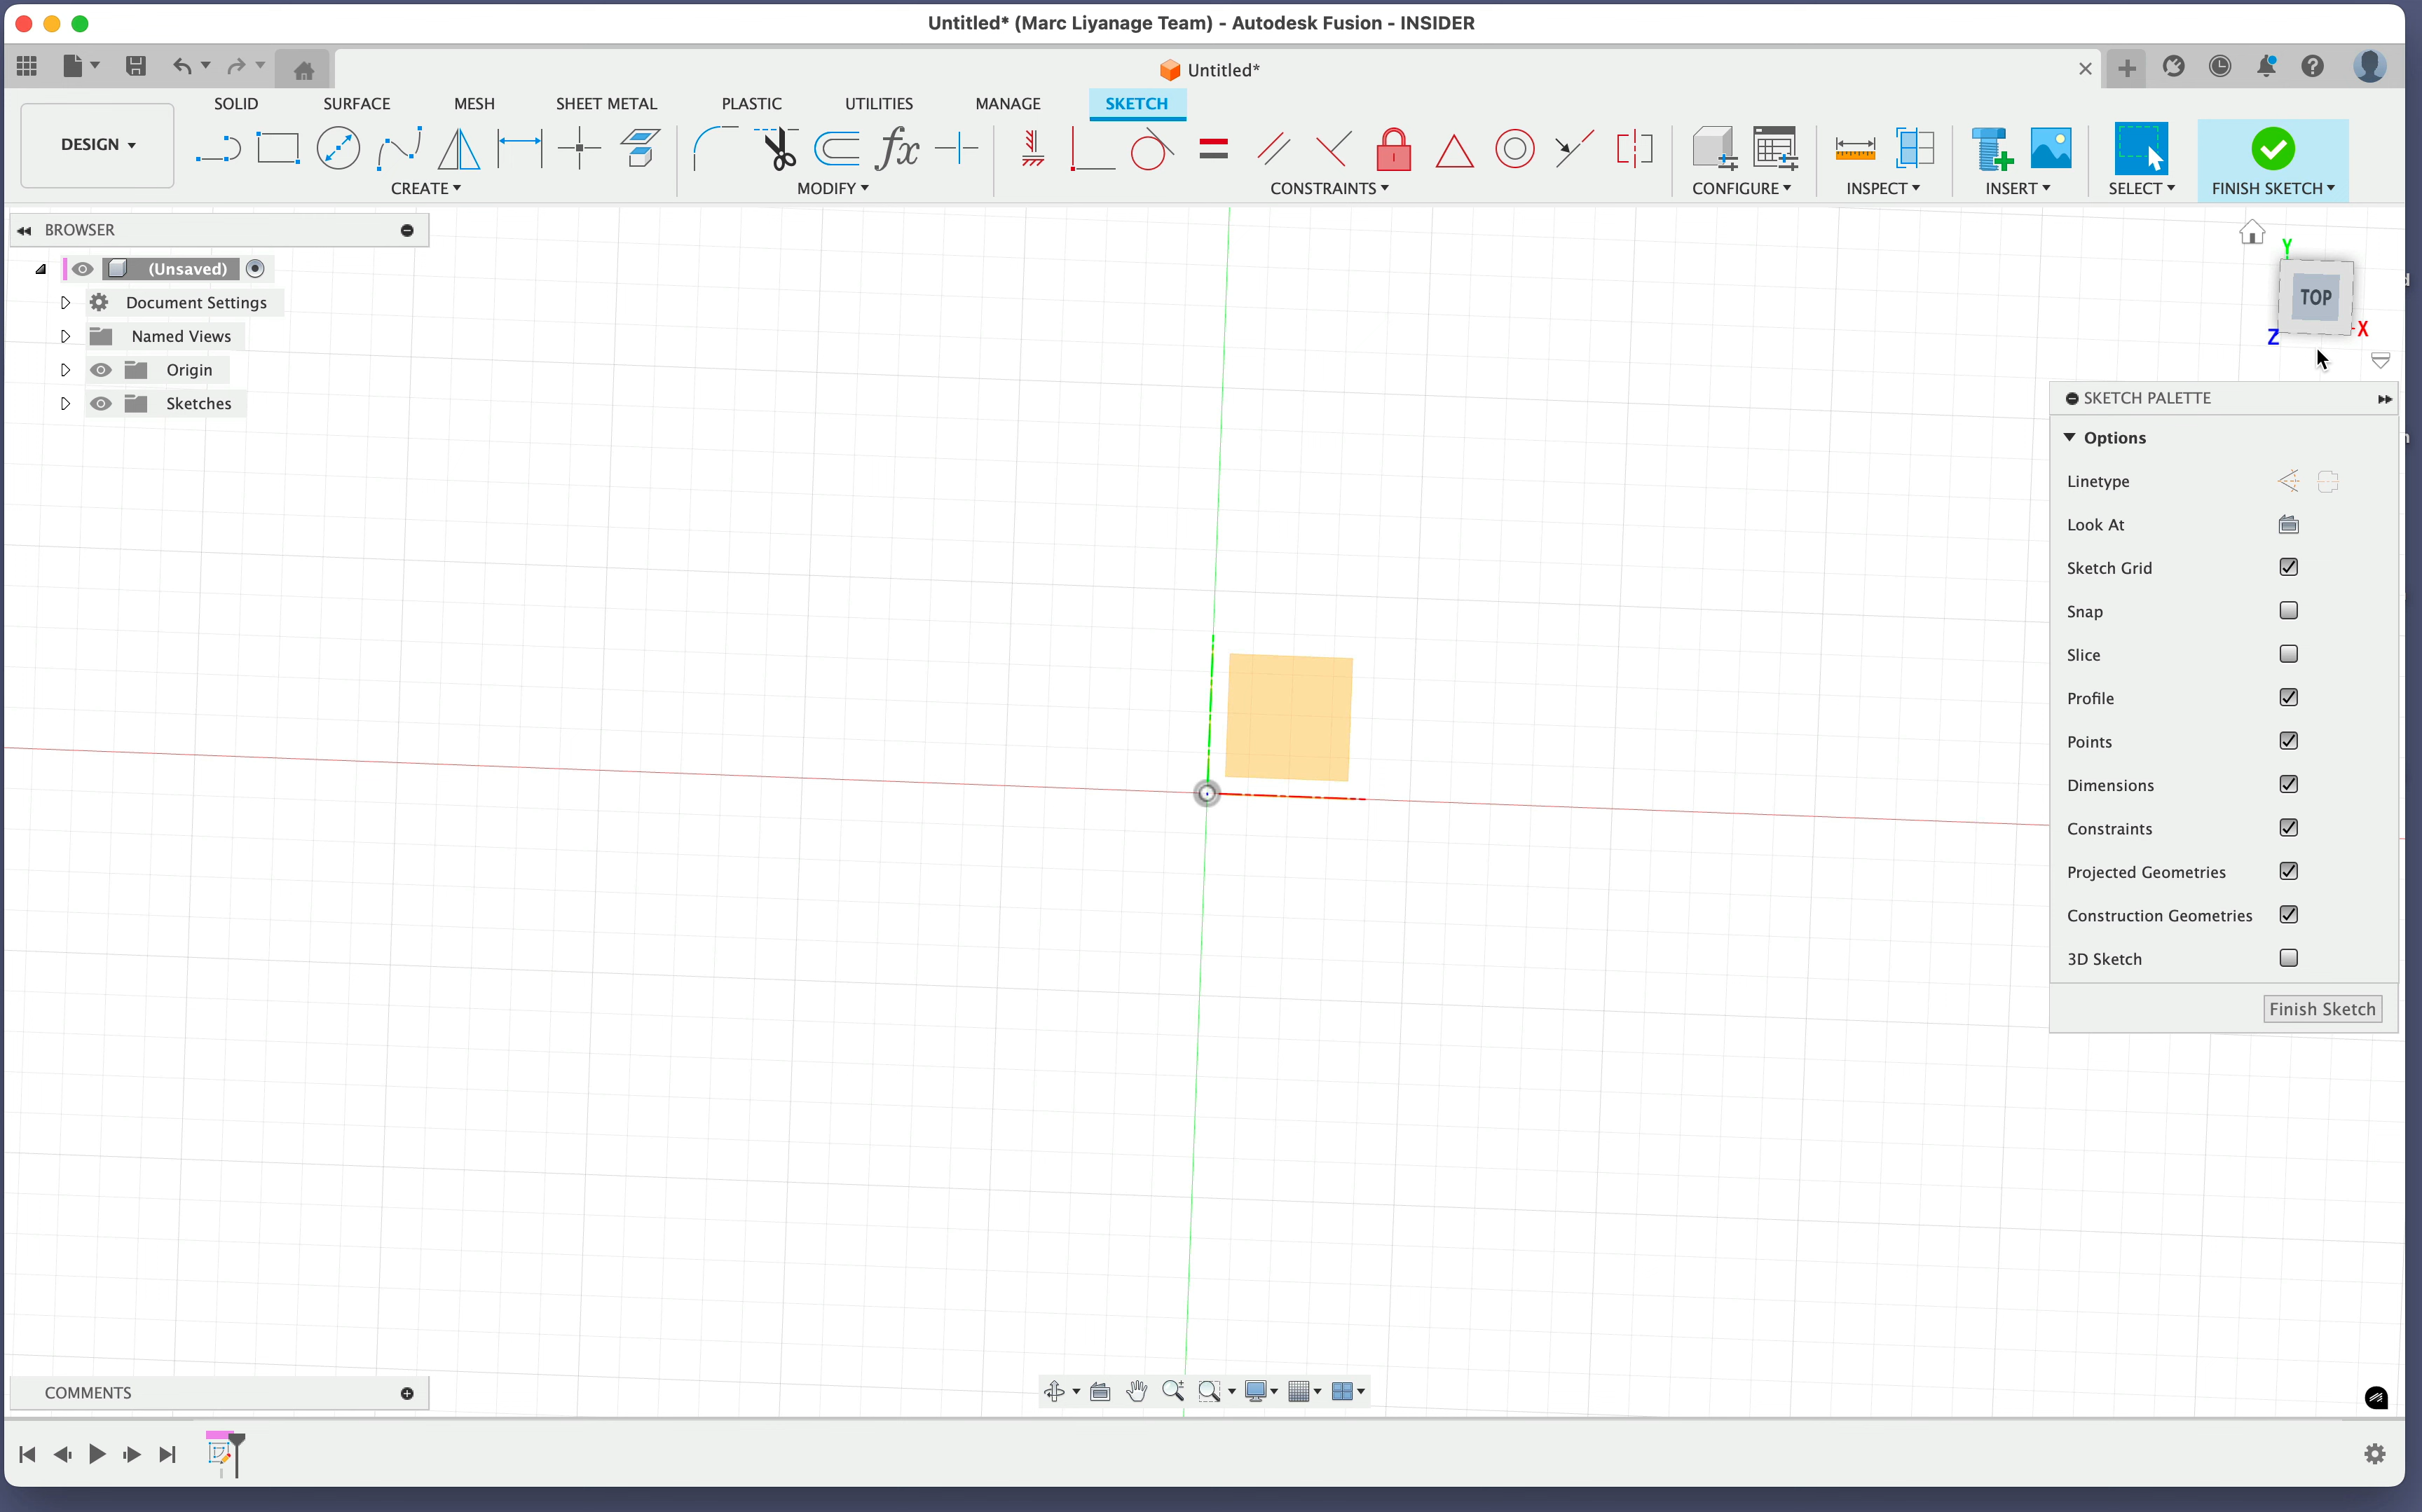 Untitled* (Marc Liyanage Team) - Autodesk Fusion - INSIDER
Untitled*
SOLID SURFACE MESH SHEET METAL PLASTIC UTILITIES MANAGE SKETCH
DESIGN
CREATE MODIFY CONSTRAINTS CONFIGURE INSPECT INSERT SELECT FINISH SKETCH
BROWSER
(Unsaved)
Document Settings
Named Views
Origin
Sketches
Y
TOP
X
Z
SKETCH PALETTE
Options
Linetype
Look At
Sketch Grid
Snap
Slice
Profile
Points
Dimensions
Constraints
Projected Geometries
Construction Geometries
3D Sketch
Finish Sketch
COMMENTS